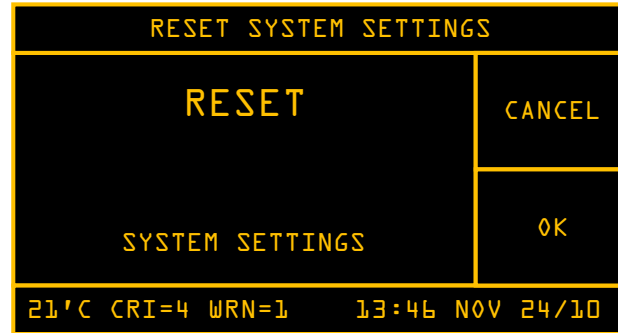 RESET SYSTEM SETTINGS
RESET
CANCEL
SYSTEM SETTINGS
OK
21'C CRI=4 WRN=1 13:46 NOV 24/10